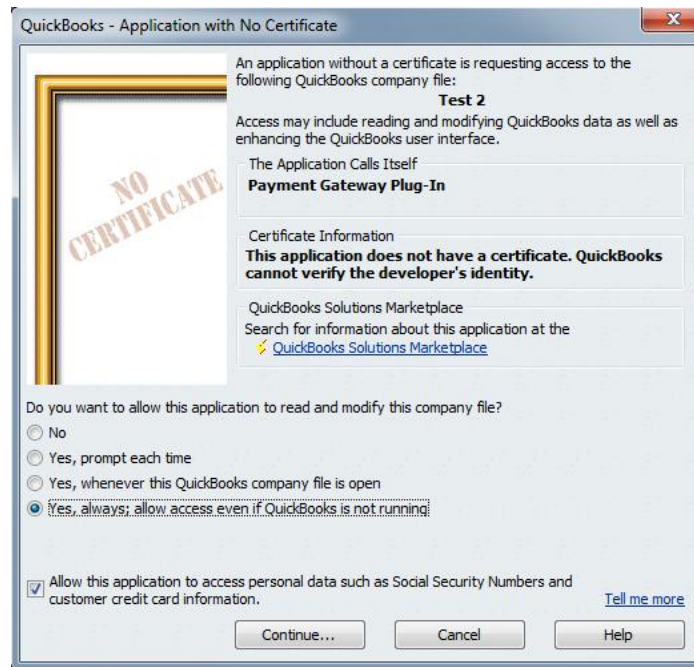 QuickBooks - Application with No Certificate
An application without a certificate is requesting access to the
following QuickBooks company file:
Test 2
Access may include reading and modifying QuickBooks data as well as
enhancing the QuickBooks user interface.
The Application Calls Itself
Payment Gateway Plug-In
NO
CERTIFICATE
Certificate Information
This application does not have a certificate. QuickBooks
cannot verify the developer's identity.
QuickBooks Solutions Marketplace
Search for information about this application at the
QuickBooks Solutions Marketplace
Do you want to allow this application to read and modify this company file?
No
Yes, prompt each time
Yes, whenever this QuickBooks company file is open
Yes, always; allow access even if QuickBooks is not running
Allow this application to access personal data such as Social Security Numbers and
customer credit card information.
Tell me more
Continue...
Cancel
Help